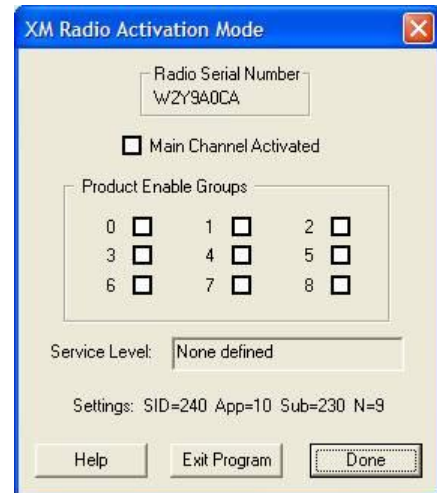 XM Radio Activation Mode
Radio Serial Number
W2Y9A0CA
Main Channel Activated
Product Enable Groups
0 1 2
3 4 5
6 7 8
Service Level: None defined
Settings: SID=240 App=10 Sub=230 N=9
Help Exit Program Done